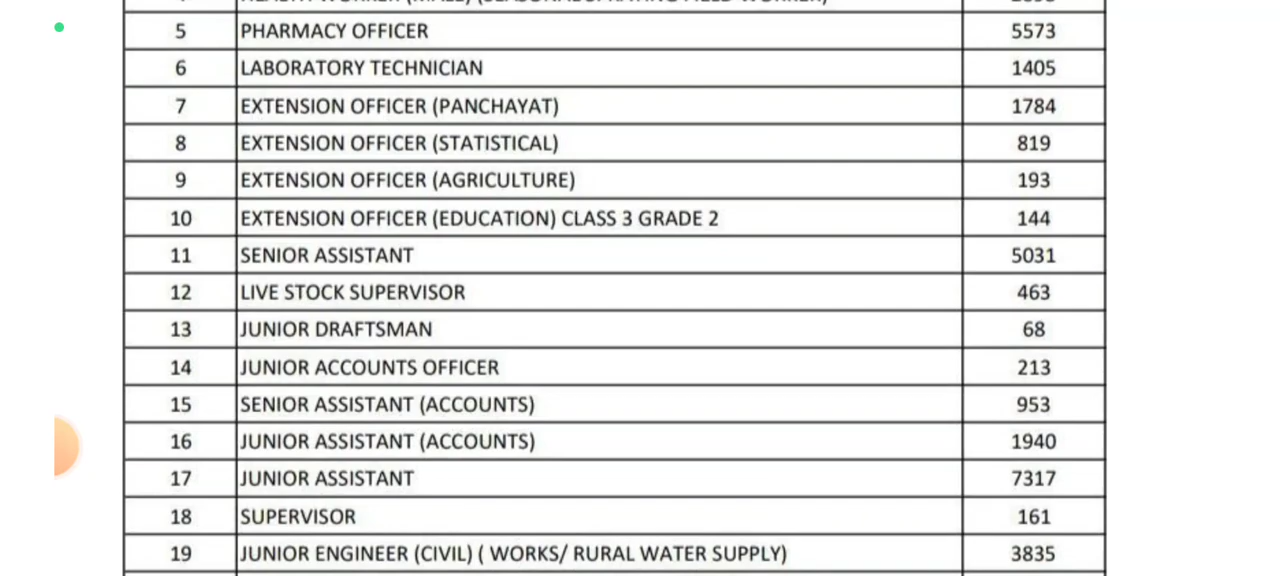 5 PHARMACY OFFICER 5573
6 LABORATORY TECHNICIAN 1405
7 EXTENSION OFFICER (PANCHAYAT) 1784
8 EXTENSION OFFICER (STATISTICAL) 819
9 EXTENSION OFFICER (AGRICULTURE) 193
10 EXTENSION OFFICER (EDUCATION) CLASS 3 GRADE 2 144
11 SENIOR ASSISTANT 5031
12 LIVE STOCK SUPERVISOR 463
13 JUNIOR DRAFTSMAN 68
14 JUNIOR ACCOUNTS OFFICER 213
15 SENIOR ASSISTANT (ACCOUNTS) 953
16 JUNIOR ASSISTANT (ACCOUNTS) 1940
17 JUNIOR ASSISTANT 7317
18 SUPERVISOR 161
19 JUNIOR ENGINEER (CIVIL) ( WORKS/ RURAL WATER SUPPLY) 3835